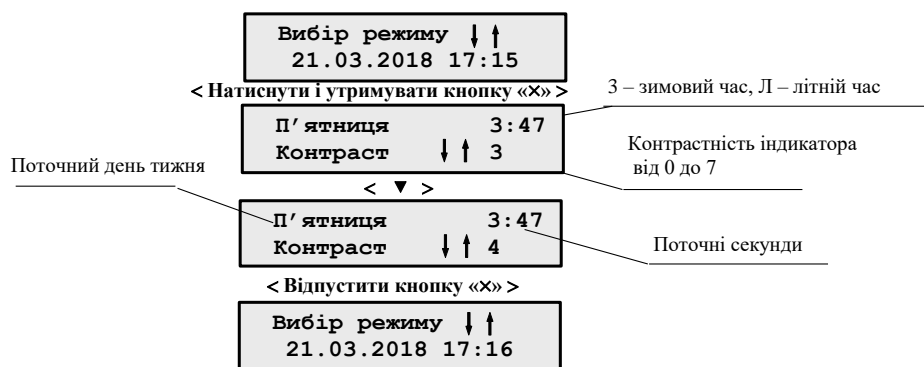 Вибір режиму ↓↑
21.03.2018 17:15
< Натиснути і утримувати кнопку «×» >
З – зимовий час, Л – літній час
П’ятниця З:47
Контраст ↓↑ 3
Контрастність індикатора
від 0 до 7
Поточний день тижня
< ▼ >
П’ятниця З:47
Контраст ↓↑ 4
Поточні секунди
< Відпустити кнопку «×» >
Вибір режиму ↓↑
21.03.2018 17:16